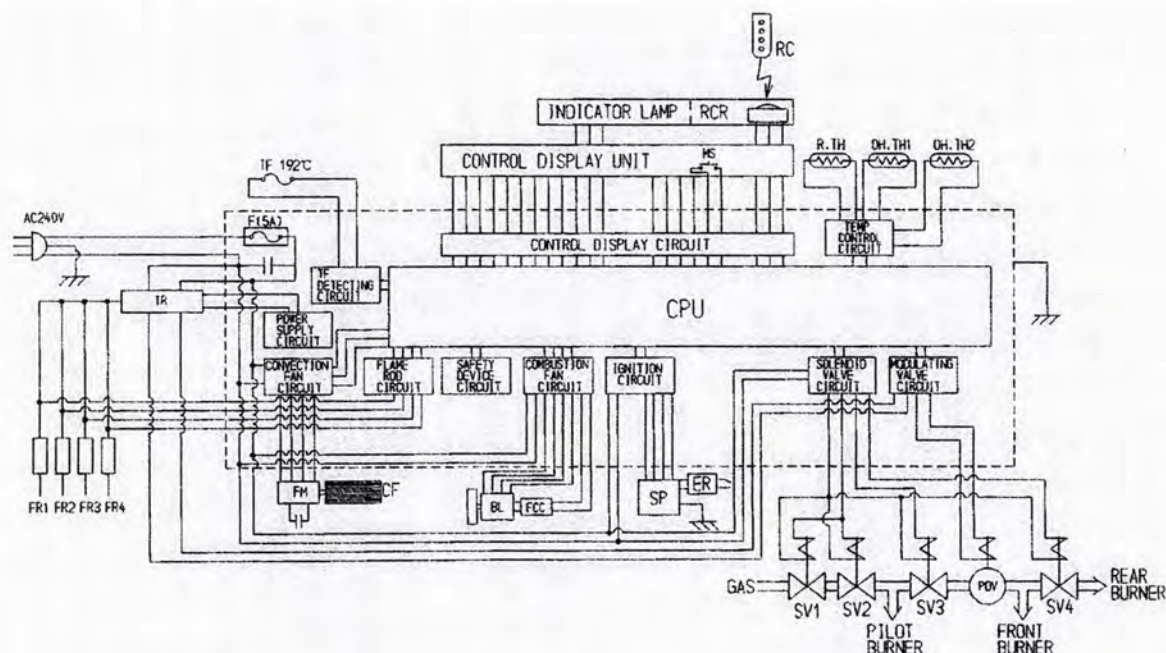 RC
INDICATOR LAMP RCR
CONTROL DISPLAY UNIT
MS
R.TH
OH.TH1
OH.TH2
TF 192℃
AC240V
F(5A)
CONTROL DISPLAY CIRCUIT
TEMP CONTROL CIRCUIT
TF DETECTING CIRCUIT
CPU
TR
POWER SUPPLY CIRCUIT
CONVECTION FAN CIRCUIT
FLAME ROD CIRCUIT
SAFETY DEVICE CIRCUIT
COMBUSTION FAN CIRCUIT
IGNITION CIRCUIT
SOLENOID VALVE CIRCUIT
MODULATING VALVE CIRCUIT
FR1 FR2 FR3 FR4
FM
CF
BL
FCC
SP
ER
GAS
SV1
SV2
SV3
POV
SV4
REAR BURNER
PILOT BURNER
FRONT BURNER